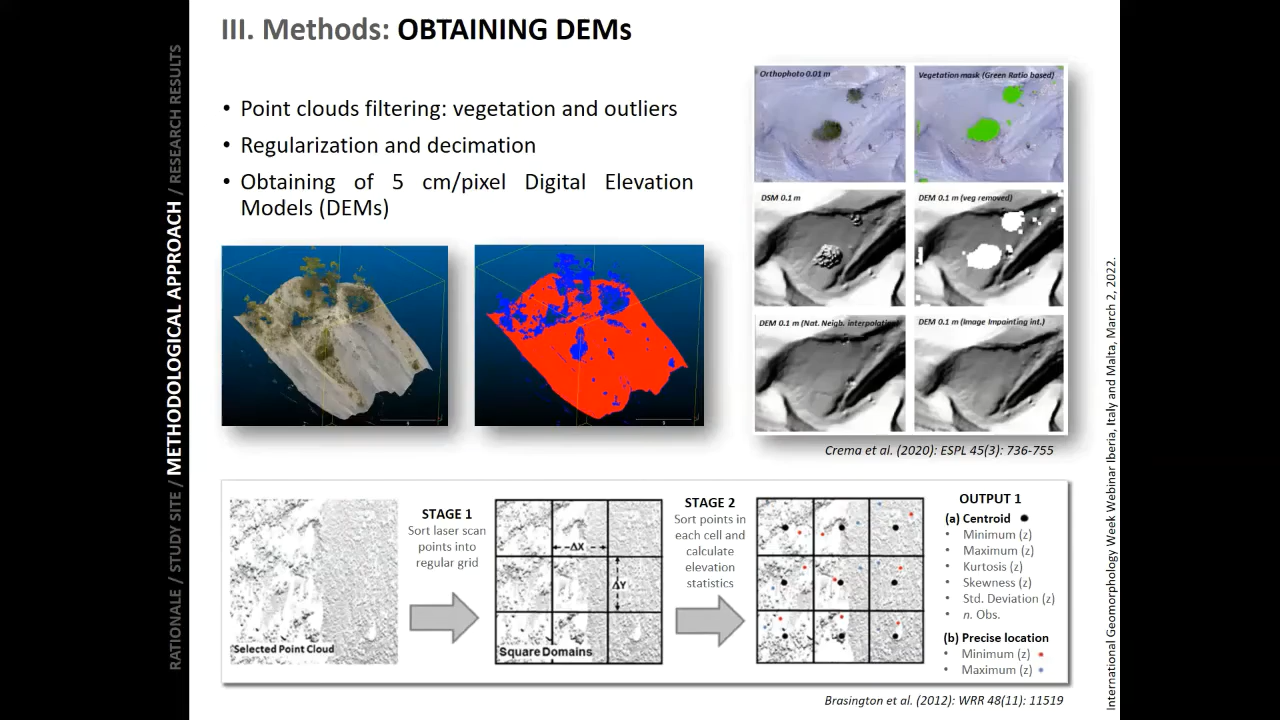 III. Methods: OBTAINING DEMs
• Point clouds filtering: vegetation and outliers
• Regularization and decimation
• Obtaining of 5 cm/pixel Digital Elevation
Models (DEMs)
Orthophoto 0.01 m
Vegetation mask (Green Ratio based)
DSM 0.1 m
DEM 0.1 m (veg removed)
DEM 0.1 m (Nat. Neigb. interpolation)
DEM 0.1 m (Image Impainting int.)
Crema et al. (2020): ESPL 45(3): 736-755
Selected Point Cloud
STAGE 1
Sort laser scan
points into
regular grid
ΔX
ΔY
Square Domains
STAGE 2
Sort points in
each cell and
calculate
elevation
statistics
OUTPUT 1
(a) Centroid
• Minimum (z)
• Maximum (z)
• Kurtosis (z)
• Skewness (z)
• Std. Deviation (z)
• n. Obs.
(b) Precise location
• Minimum (z)
• Maximum (z)
Brasington et al. (2012): WRR 48(11): 11519
RATIONALE / STUDY SITE / METHODOLOGICAL APPROACH / RESEARCH RESULTS
International Geomorphology Week Webinar Iberia, Italy and Malta, March 2, 2022.